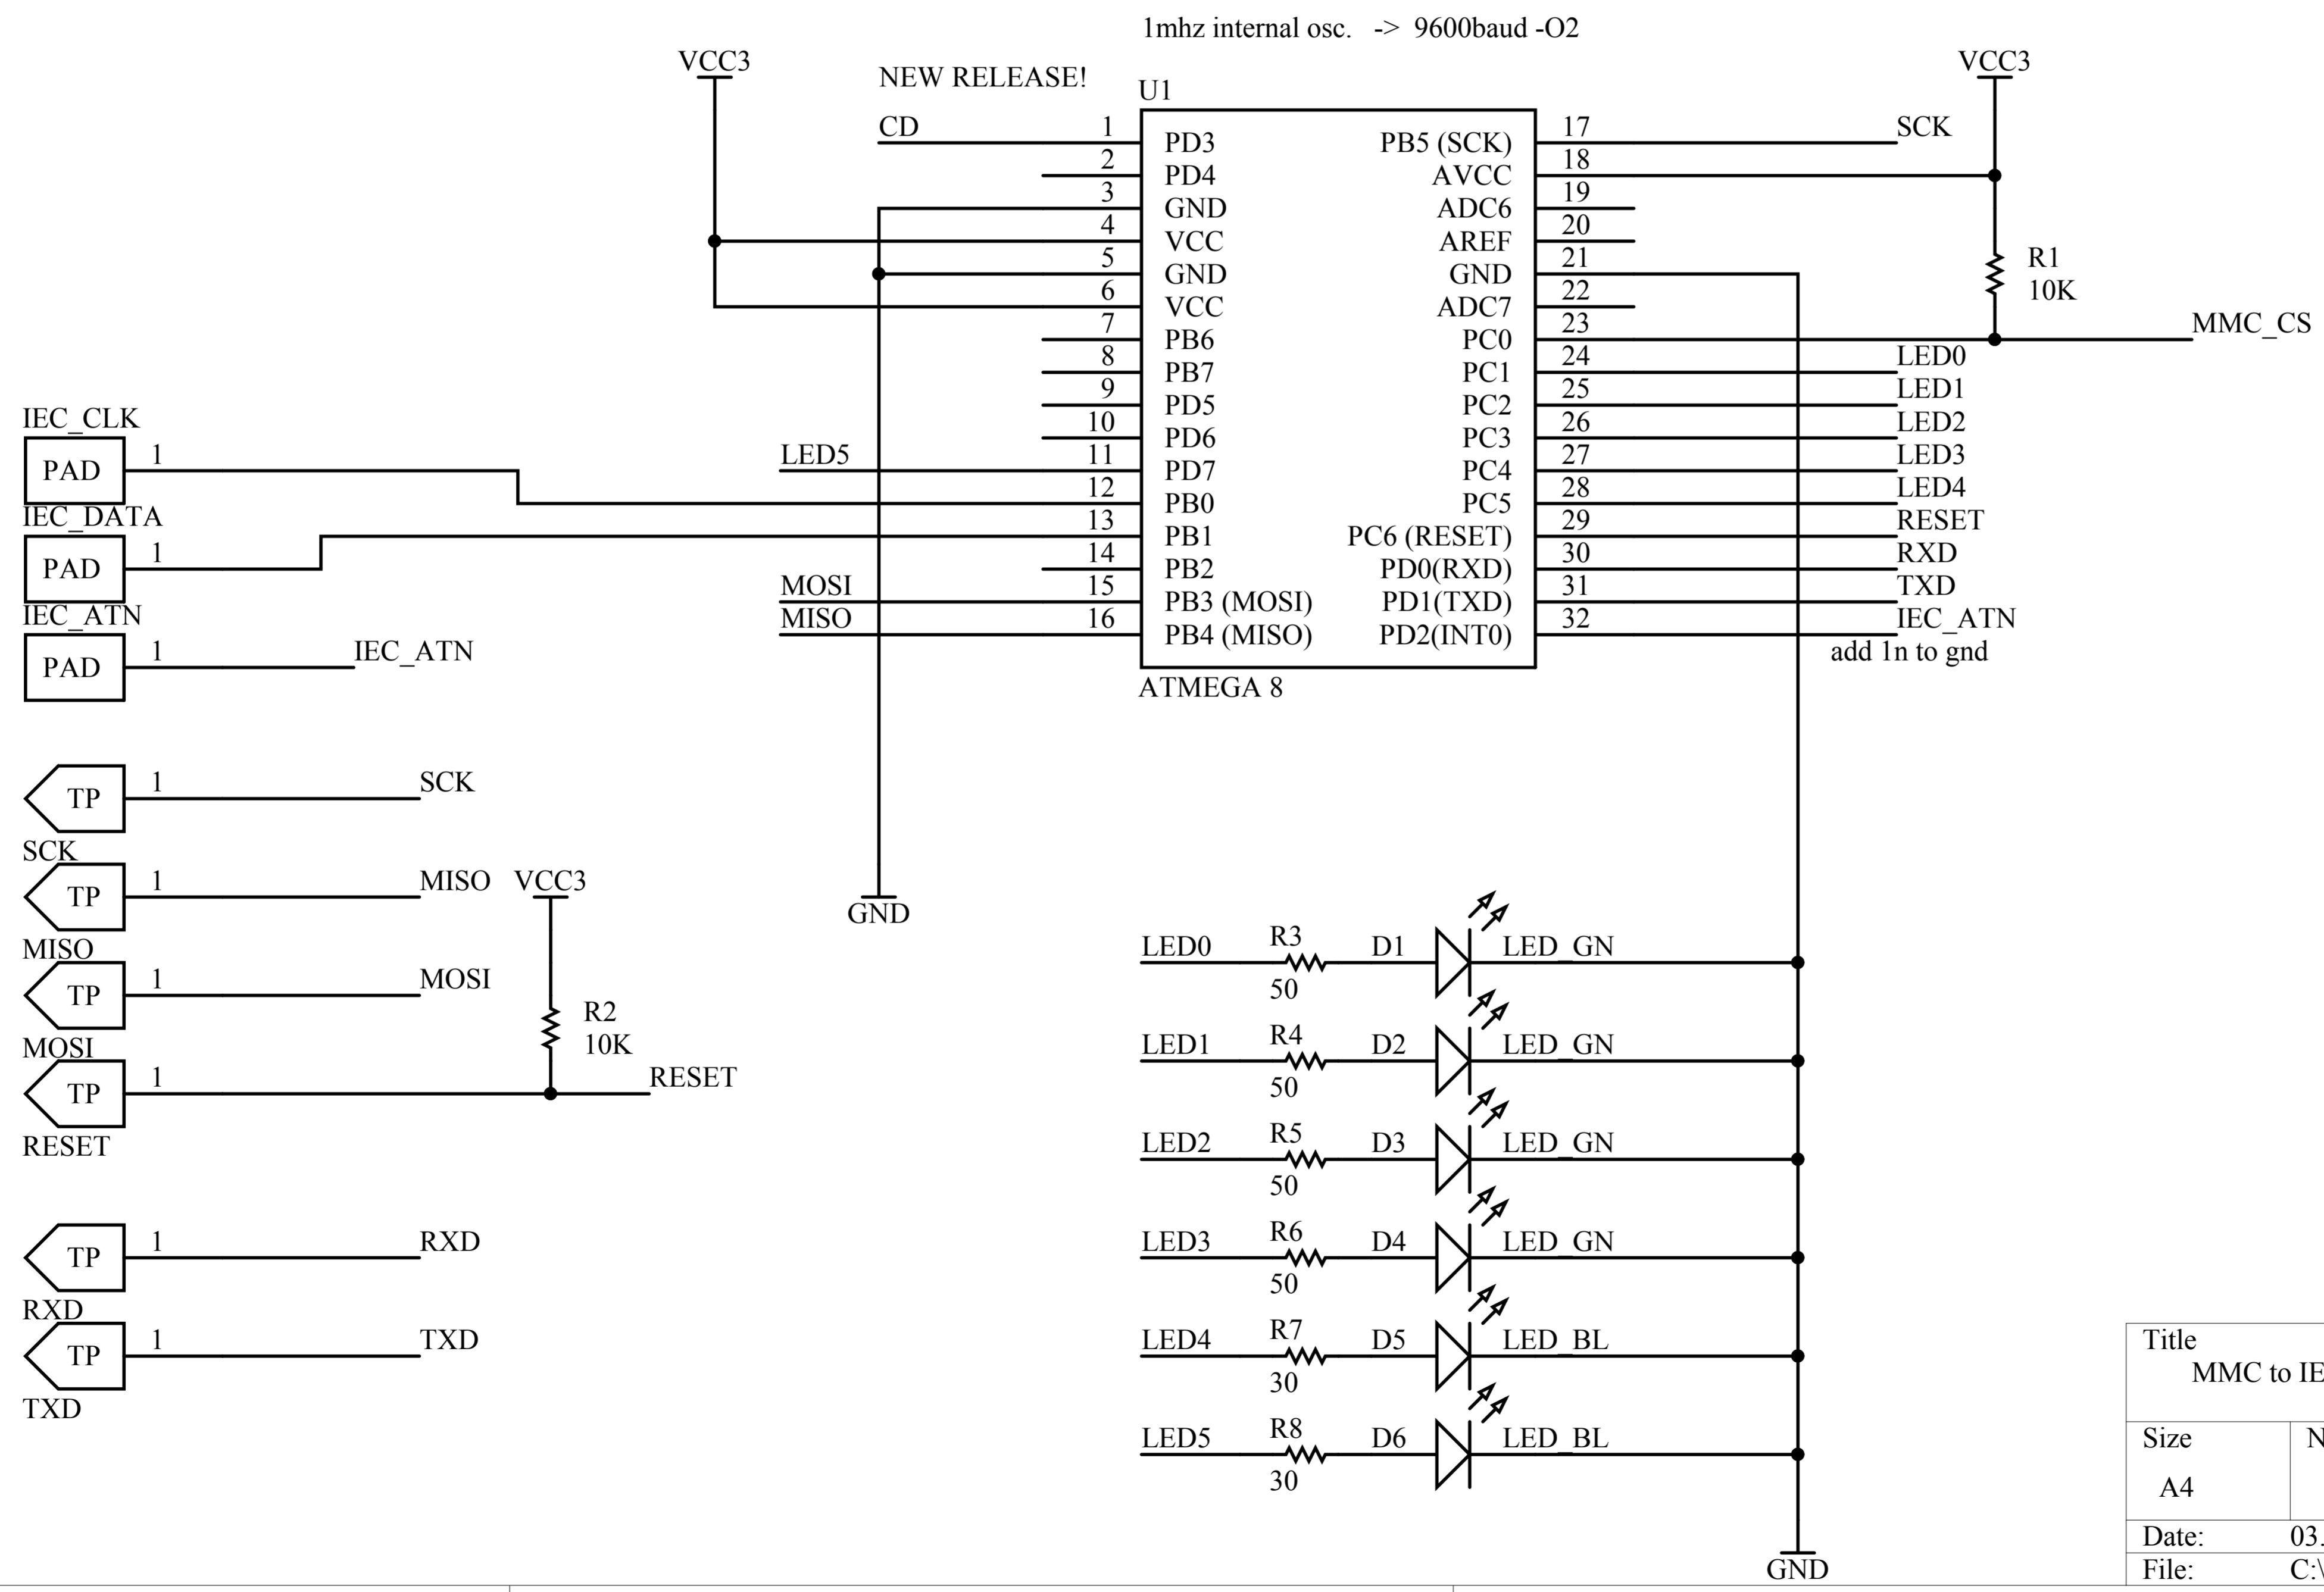 1mhz internal osc. -> 9600baud -O2
VCC3
NEW RELEASE!
U1
VCC3
CD
1 PD3
2 PD4
3 GND
4 VCC
5 GND
6 VCC
7 PB6
8 PB7
9 PD5
10 PD6
LED5 11 PD7
12 PB0
13 PB1
14 PB2
MOSI 15 PB3 (MOSI)
MISO 16 PB4 (MISO)
PB5 (SCK) 17 SCK
AVCC 18
ADC6 19
AREF 20
GND 21
ADC7 22
PC0 23
PC1 24 LED0
PC2 25 LED1
PC3 26 LED2
PC4 27 LED3
PC5 28 LED4
PC6 (RESET) 29 RESET
PD0(RXD) 30 RXD
PD1(TXD) 31 TXD
PD2(INT0) 32 IEC_ATN
add 1n to gnd
ATMEGA 8
R1
10K
MMC_CS
IEC_CLK
PAD 1
IEC_DATA
PAD 1
IEC_ATN
PAD 1 IEC_ATN
TP 1 SCK
SCK
TP 1 MISO
MISO
TP 1 MOSI
MOSI
TP 1 RESET
RESET
VCC3
R2
10K
TP 1 RXD
RXD
TP 1 TXD
TXD
GND
LED0 R3 D1 LED_GN
50
LED1 R4 D2 LED_GN
50
LED2 R5 D3 LED_GN
50
LED3 R6 D4 LED_GN
50
LED4 R7 D5 LED_BL
30
LED5 R8 D6 LED_BL
30
GND
Title
MMC to IE
Size N
A4
Date: 03.
File: C:\